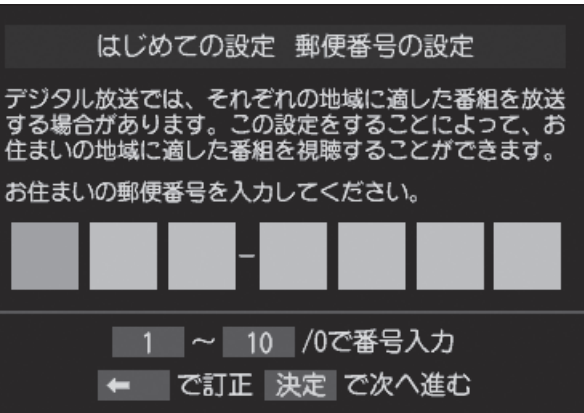 はじめての設定 郵便番号の設定
デジタル放送では、それぞれの地域に適した番組を放送
する場合があります。この設定をすることによって、お
住まいの地域に適した番組を視聴することができます。
お住まいの郵便番号を入力してください。
-
1 ～ 10 /0で番号入力
← で訂正 決定 で次へ進む